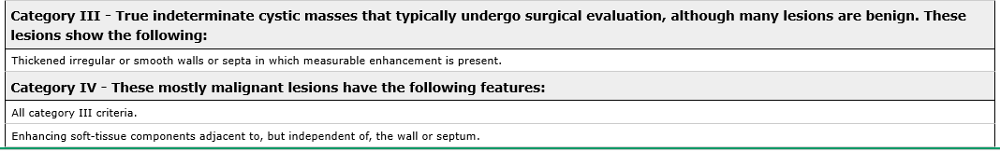 Category III - True indeterminate cystic masses that typically undergo surgical evaluation, although many lesions are benign. These
lesions show the following:
Thickened irregular or smooth walls or septa in which measurable enhancement is present.
Category IV - These mostly malignant lesions have the following features:
All category III criteria.
Enhancing soft-tissue components adjacent to, but independent of, the wall or septum.